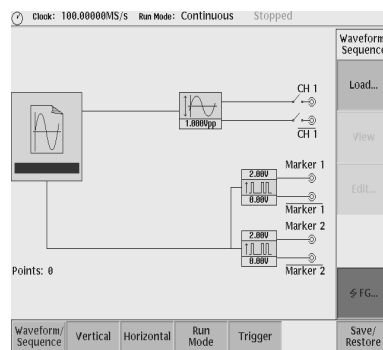 Clock: 100.00000MS/s Run Mode: Continuous Stopped
Waveform/
Sequence
Load...
View
Edit...
⚡ FG...
CH 1
1.000Vpp
CH 1
Marker 1
2.00V
0.00V
Marker 1
Marker 2
2.00V
0.00V
Marker 2
Points: 0
Waveform/
Sequence
Vertical
Horizontal
Run
Mode
Trigger
Save/
Restore